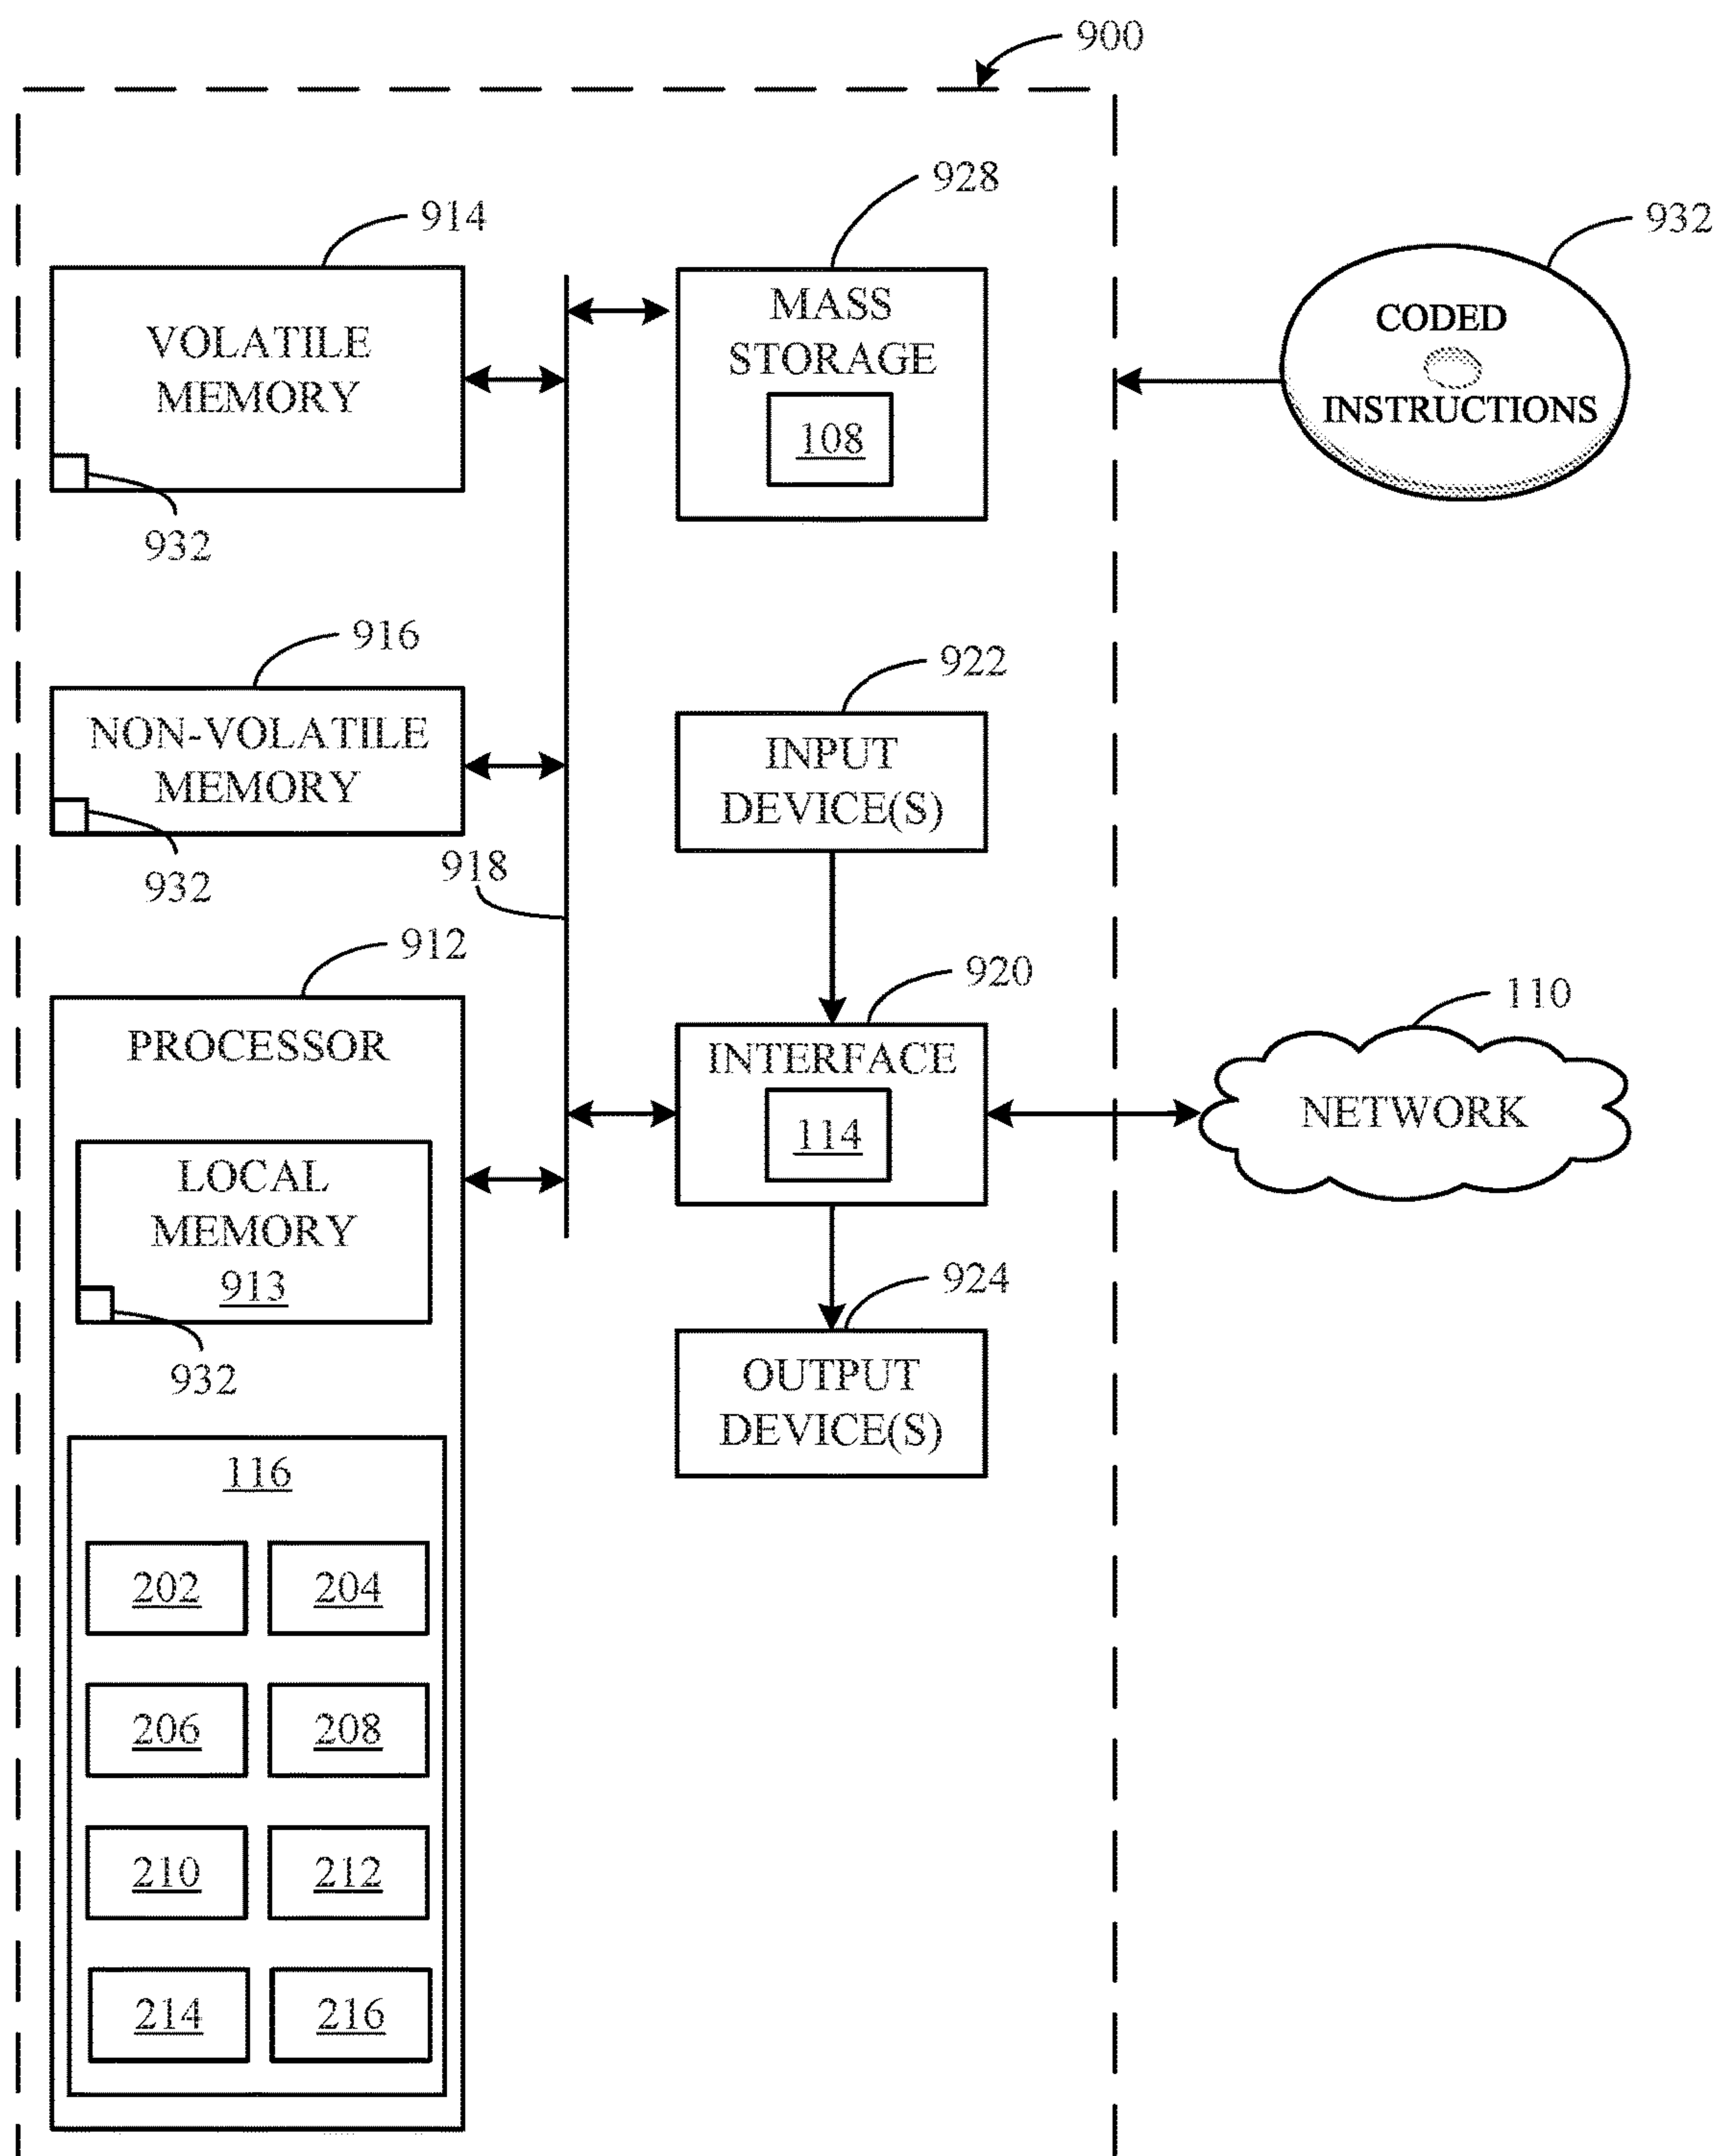 900
928
914
932
VOLATILE
MEMORY
MASS
STORAGE
108
CODED
INSTRUCTIONS
932
916
922
NON-VOLATILE
MEMORY
INPUT
DEVICE(S)
932
918
912
920
110
PROCESSOR
INTERFACE
114
NETWORK
LOCAL
MEMORY
913
932
924
OUTPUT
DEVICE(S)
116
202
204
206
208
210
212
214
216